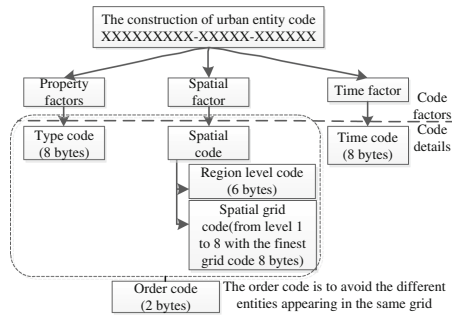 The construction of urban entity code
XXXXXXXXX-XXXXX-XXXXXX
Property
factors
Spatial
factor
Time factor
Code
factors
Code
details
Type code
(8 bytes)
Spatial
code
Time code
(8 bytes)
Region level code
(6 bytes)
Spatial grid
code(from level 1
to 8 with the finest
grid code 8 bytes)
Order code
(2 bytes)
The order code is to avoid the different
entities appearing in the same grid